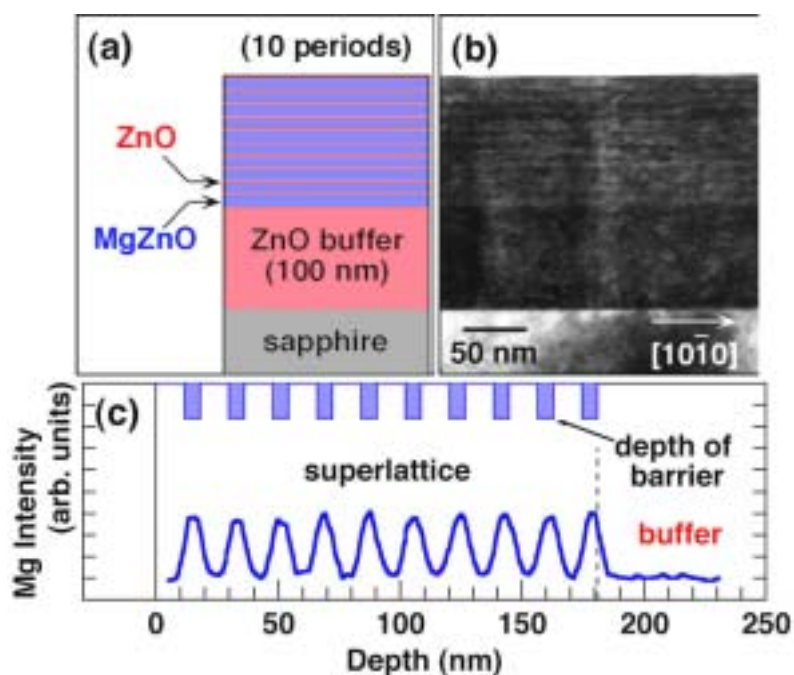 (a)
(10 periods)
ZnO
MgZnO
ZnO buffer
(100 nm)
sapphire
(b)
50 nm
[101̄0]
(c)
depth of
barrier
superlattice
buffer
Mg Intensity
(arb. units)
0 50 100 150 200 250
Depth (nm)